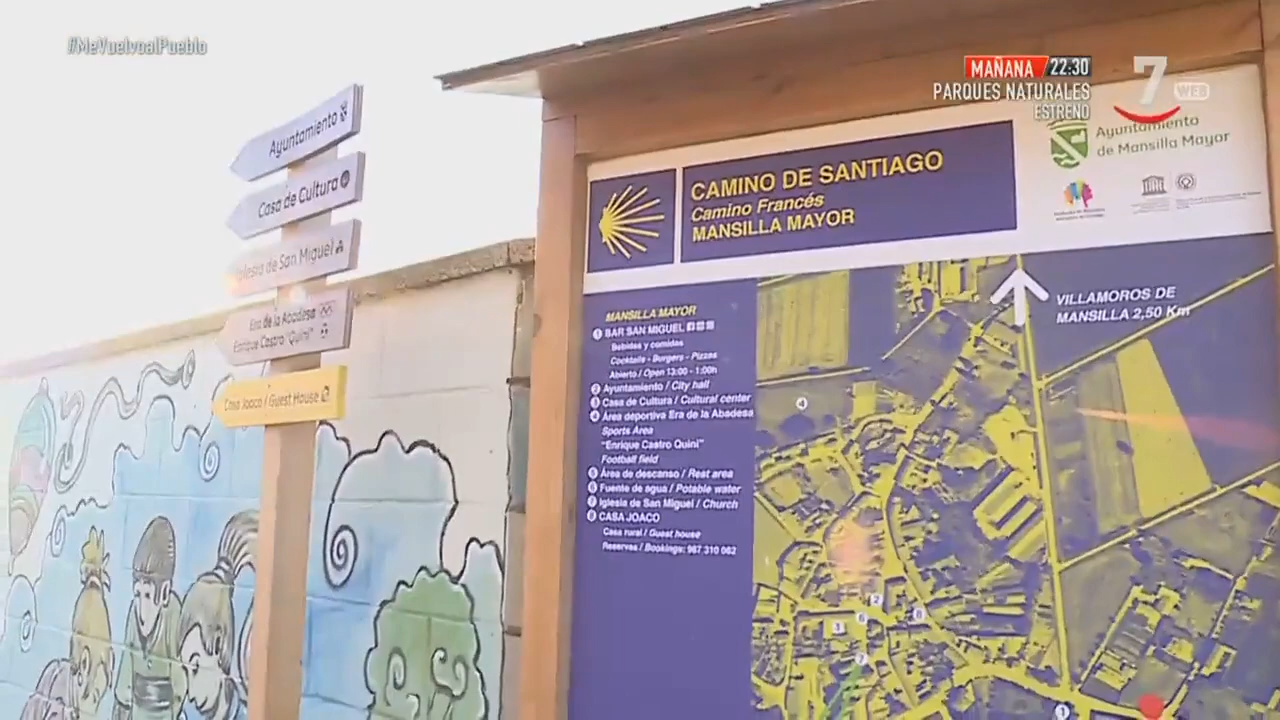 #MeVuelvoalPueblo
MAÑANA 22:30
PARQUES NATURALES
ESTRENO
7
WEB
Ayuntamiento
Casa de Cultura
Iglesia de San Miguel
Era de la Abadesa
Enrique Castro "Quini"
Casa Joaco / Guest House
CAMINO DE SANTIAGO
Camino Francés
MANSILLA MAYOR
Ayuntamiento
de Mansilla Mayar
VILLAMOROS DE
MANSILLA 2,50 Km
MANSILLA MAYOR
1 BAR SAN MIGUEL
Bebidas y comidas
Cocktails - Burgers - Pizzas
Abierto / Open 13:00 - 1:00h
2 Ayuntamiento / City hall
3 Casa de Cultura / Cultural center
4 Área deportiva Era de la Abadesa
Sports Area
"Enrique Castro Quini"
Football field
5 Área de descanso / Rest area
6 Fuente de agua / Potable water
7 Iglesia de San Miguel / Church
8 CASA JOACO
Casa rural / Guest house
Reservas / Bookings: 987 310 062
4
2
3
6
8
7
1